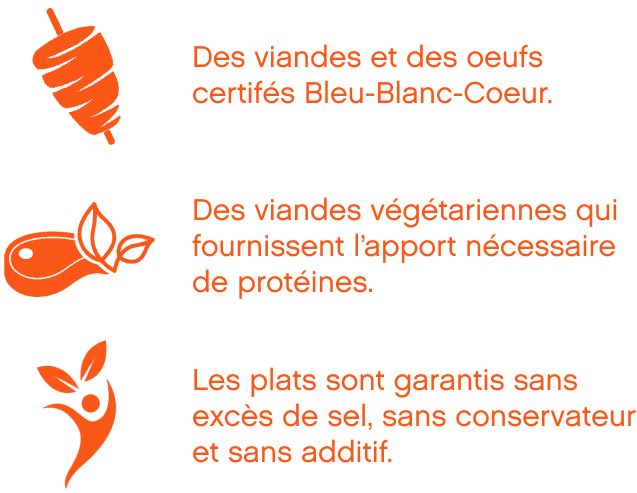 Des viandes et des oeufs
certifés Bleu-Blanc-Coeur.
Des viandes végétariennes qui
fournissent l’apport nécessaire
de protéines.
Les plats sont garantis sans
excès de sel, sans conservateur
et sans additif.